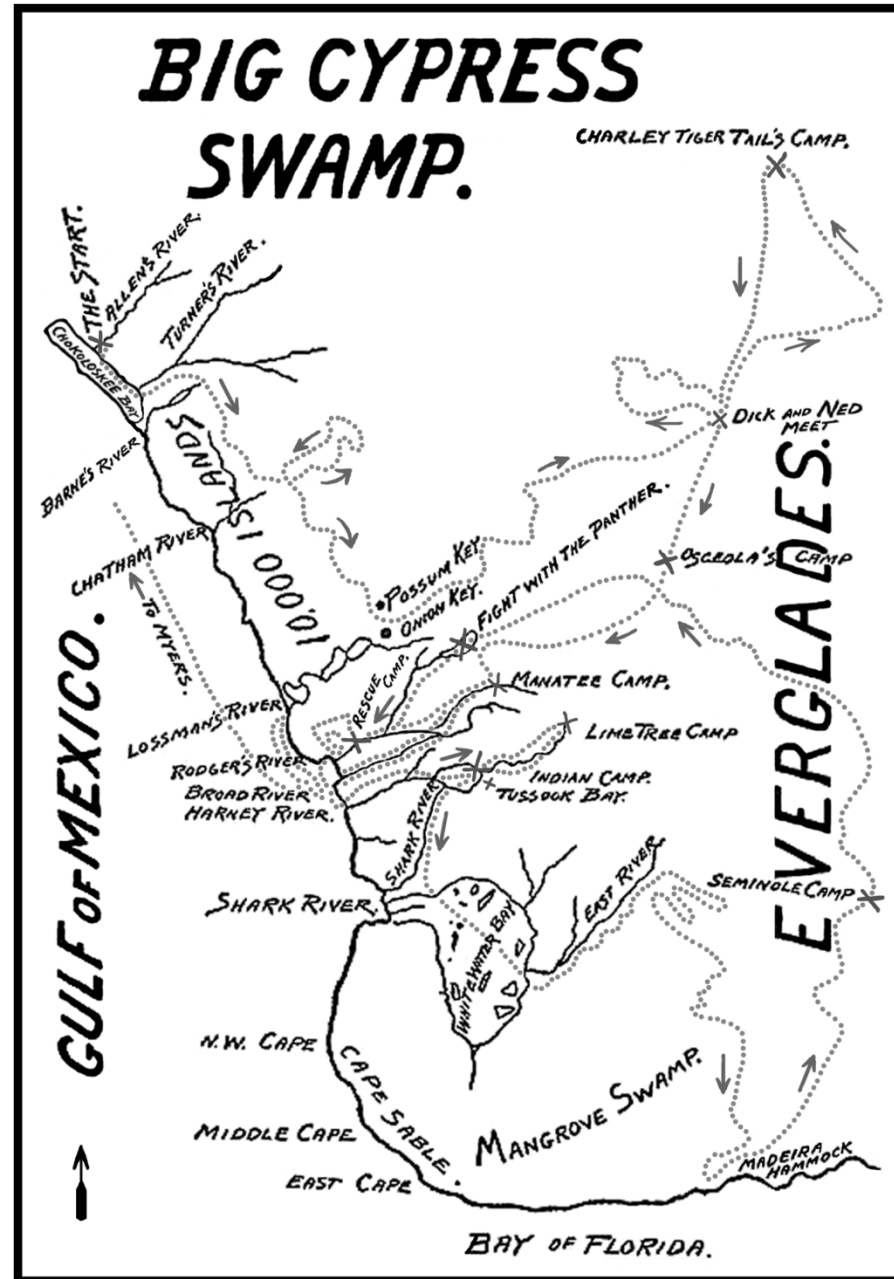 BIG CYPRESS
SWAMP.
CHARLEY TIGER TAIL'S CAMP.
THE START.
ALLEN'S RIVER.
TURNER'S RIVER.
CHOKOLOSKEE BAY
DICK AND NED
MEET
BARNE'S RIVER
10,000 ISLANDS
CHATHAM RIVER
TO MYERS.
POSSUM KEY
ONION KEY.
FIGHT WITH THE PANTHER.
OSCEOLA'S CAMP
EVERGLADES.
GULF OF MEXICO.
RESCUE
CAMP.
MANATEE CAMP.
LOSSMAN'S RIVER
LIME TREE CAMP
RODGER'S RIVER
BROAD RIVER
HARNEY RIVER.
INDIAN CAMP.
TUSSOCK BAY.
SHARK RIVER
SHARK RIVER.
WHITE WATER BAY
EAST RIVER
SEMINOLE CAMP
N.W. CAPE
CAPE SABLE.
MANGROVE SWAMP.
MIDDLE CAPE
EAST CAPE
MADEIRA
HAMMOCK
BAY OF FLORIDA.